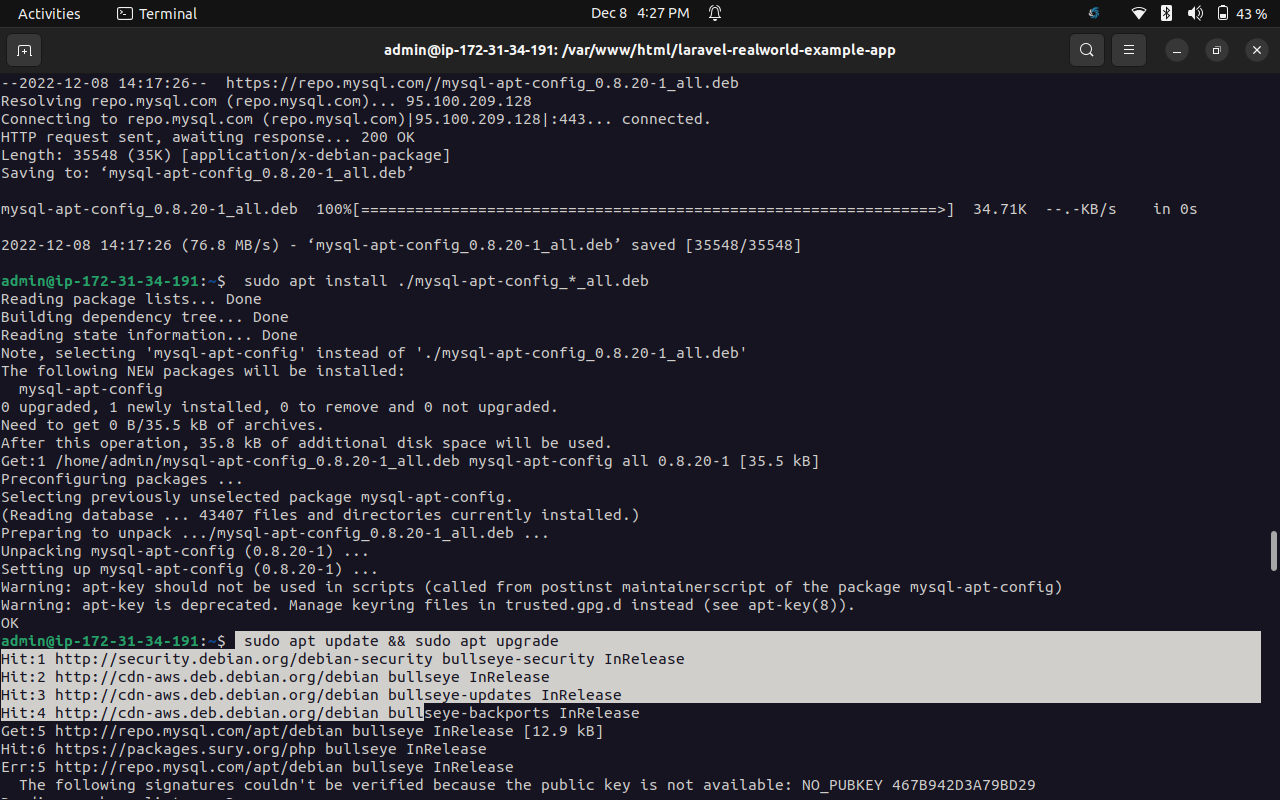 Activities
Terminal
Dec 8 4:27 PM
43 %
admin@ip-172-31-34-191: /var/www/html/laravel-realworld-example-app
--2022-12-08 14:17:26--  https://repo.mysql.com//mysql-apt-config_0.8.20-1_all.deb
Resolving repo.mysql.com (repo.mysql.com)... 95.100.209.128
Connecting to repo.mysql.com (repo.mysql.com)|95.100.209.128|:443... connected.
HTTP request sent, awaiting response... 200 OK
Length: 35548 (35K) [application/x-debian-package]
Saving to: ‘mysql-apt-config_0.8.20-1_all.deb’
mysql-apt-config_0.8.20-1_all.deb  100%[================================================================>]  34.71K  --.-KB/s    in 0s
2022-12-08 14:17:26 (76.8 MB/s) - ‘mysql-apt-config_0.8.20-1_all.deb’ saved [35548/35548]
admin@ip-172-31-34-191:~$  sudo apt install ./mysql-apt-config_*_all.deb
Reading package lists... Done
Building dependency tree... Done
Reading state information... Done
Note, selecting 'mysql-apt-config' instead of './mysql-apt-config_0.8.20-1_all.deb'
The following NEW packages will be installed:
  mysql-apt-config
0 upgraded, 1 newly installed, 0 to remove and 0 not upgraded.
Need to get 0 B/35.5 kB of archives.
After this operation, 35.8 kB of additional disk space will be used.
Get:1 /home/admin/mysql-apt-config_0.8.20-1_all.deb mysql-apt-config all 0.8.20-1 [35.5 kB]
Preconfiguring packages ...
Selecting previously unselected package mysql-apt-config.
(Reading database ... 43407 files and directories currently installed.)
Preparing to unpack .../mysql-apt-config_0.8.20-1_all.deb ...
Unpacking mysql-apt-config (0.8.20-1) ...
Setting up mysql-apt-config (0.8.20-1) ...
Warning: apt-key should not be used in scripts (called from postinst maintainerscript of the package mysql-apt-config)
Warning: apt-key is deprecated. Manage keyring files in trusted.gpg.d instead (see apt-key(8)).
OK
admin@ip-172-31-34-191:~$  sudo apt update && sudo apt upgrade
Hit:1 http://security.debian.org/debian-security bullseye-security InRelease
Hit:2 http://cdn-aws.deb.debian.org/debian bullseye InRelease
Hit:3 http://cdn-aws.deb.debian.org/debian bullseye-updates InRelease
Hit:4 http://cdn-aws.deb.debian.org/debian bullseye-backports InRelease
Get:5 http://repo.mysql.com/apt/debian bullseye InRelease [12.9 kB]
Hit:6 https://packages.sury.org/php bullseye InRelease
Err:5 http://repo.mysql.com/apt/debian bullseye InRelease
  The following signatures couldn't be verified because the public key is not available: NO_PUBKEY 467B942D3A79BD29